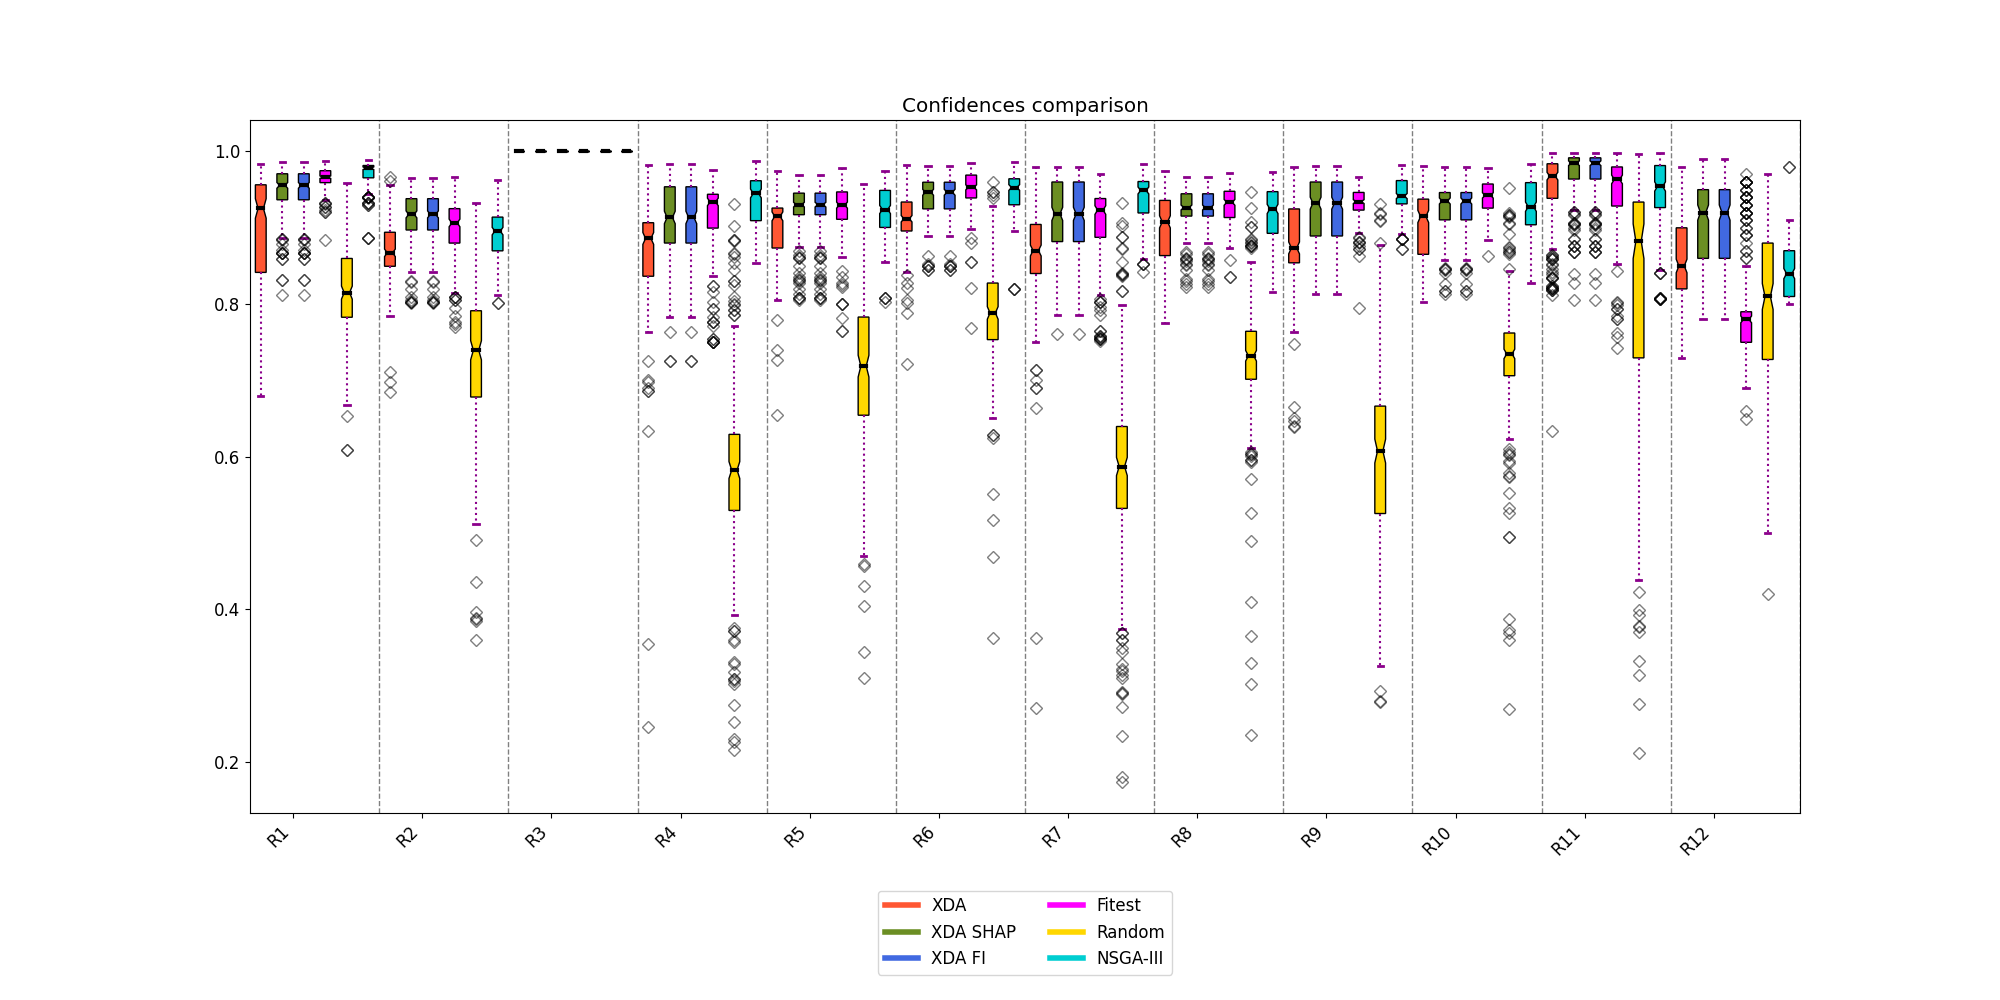 Confidences comparison
1.0
0.8
0.6
0.4
0.2
R1 R2 R3 R4 R5 R6 R7 R8 R9 R10 R11 R12
XDA Fitest
XDA SHAP Random
XDA FI NSGA-III